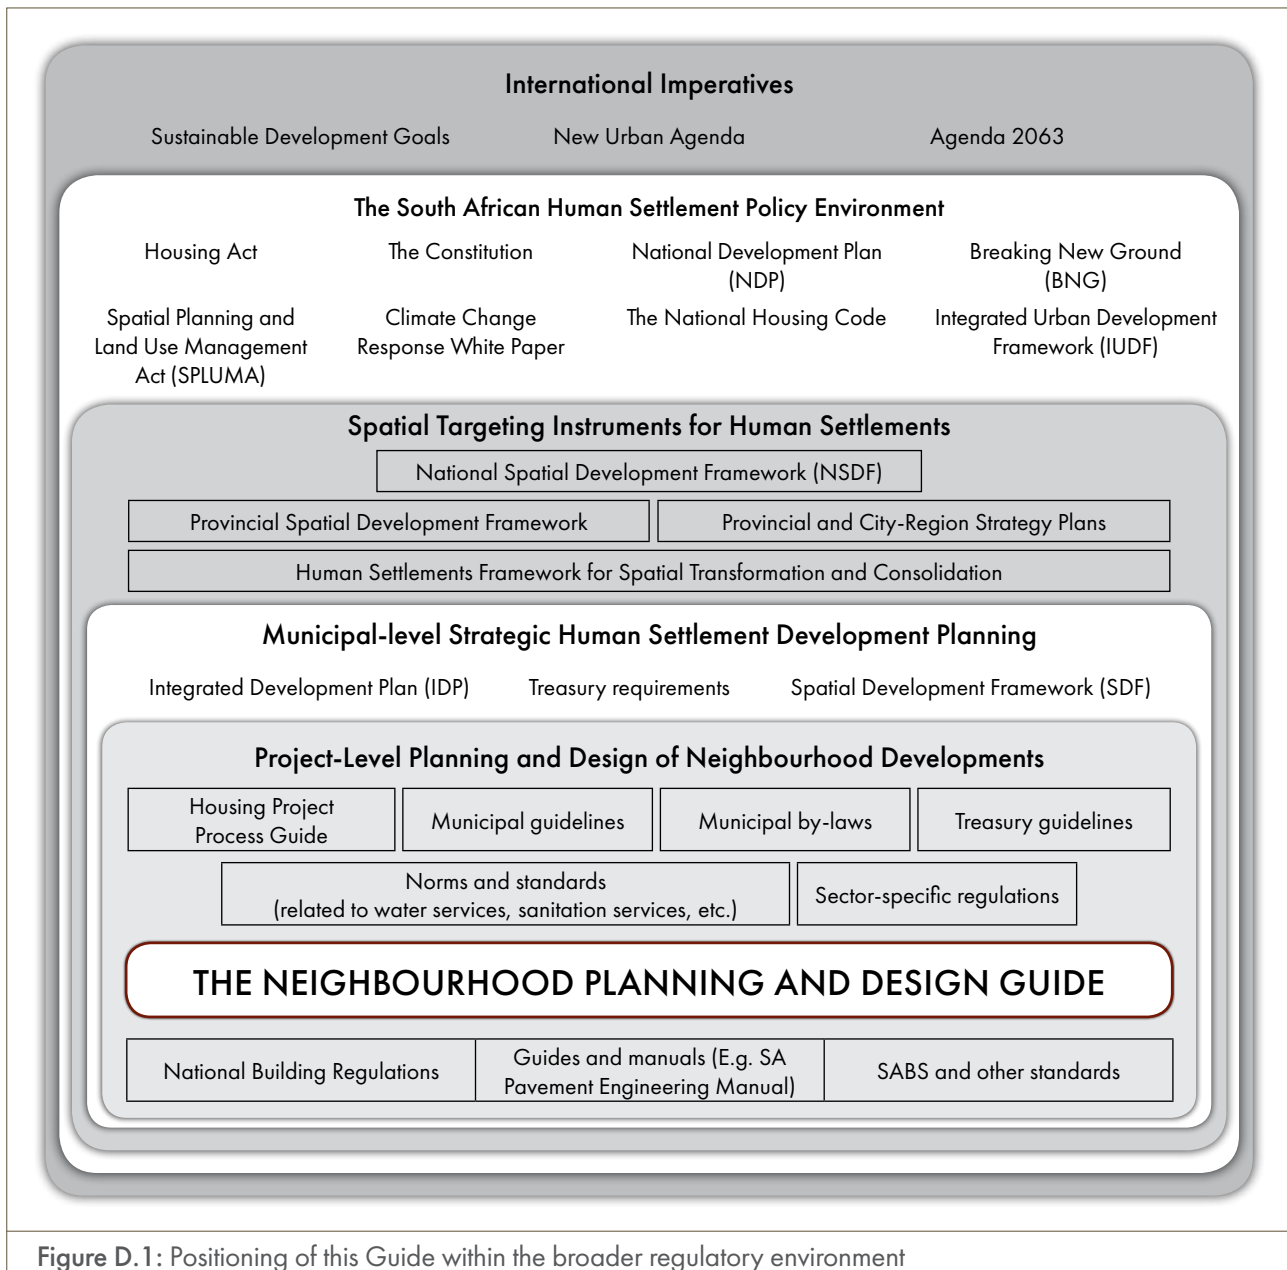 International Imperatives
Sustainable Development Goals
New Urban Agenda
Agenda 2063
The South African Human Settlement Policy Environment
Housing Act
The Constitution
National Development Plan
(NDP)
Breaking New Ground
(BNG)
Spatial Planning and
Land Use Management
Act (SPLUMA)
Climate Change
Response White Paper
The National Housing Code
Integrated Urban Development
Framework (IUDF)
Spatial Targeting Instruments for Human Settlements
National Spatial Development Framework (NSDF)
Provincial Spatial Development Framework
Provincial and City-Region Strategy Plans
Human Settlements Framework for Spatial Transformation and Consolidation
Municipal-level Strategic Human Settlement Development Planning
Integrated Development Plan (IDP)
Treasury requirements
Spatial Development Framework (SDF)
Project-Level Planning and Design of Neighbourhood Developments
Housing Project
Process Guide
Municipal guidelines
Municipal by-laws
Treasury guidelines
Norms and standards
(related to water services, sanitation services, etc.)
Sector-specific regulations
THE NEIGHBOURHOOD PLANNING AND DESIGN GUIDE
National Building Regulations
Guides and manuals (E.g. SA
Pavement Engineering Manual)
SABS and other standards
Figure D.1: Positioning of this Guide within the broader regulatory environment